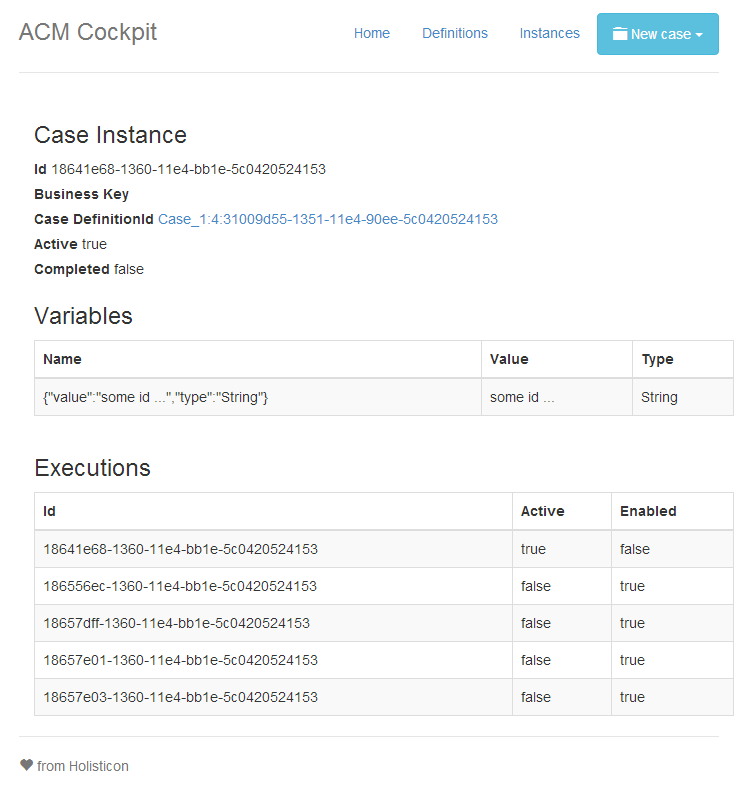 ACM Cockpit Home Definitions Instances New case
Case Instance
Id 18641e68-1360-11e4-bb1e-5c0420524153
Business Key
Case DefinitionId Case_1:4:31009d55-1351-11e4-90ee-5c0420524153
Active true
Completed false
Variables
Name Value Type
{"value":"some id ...","type":"String"} some id ... String
Executions
Id Active Enabled
18641e68-1360-11e4-bb1e-5c0420524153 true false
186556ec-1360-11e4-bb1e-5c0420524153 false true
18657dff-1360-11e4-bb1e-5c0420524153 false true
18657e01-1360-11e4-bb1e-5c0420524153 false true
18657e03-1360-11e4-bb1e-5c0420524153 false true
♥ from Holisticon